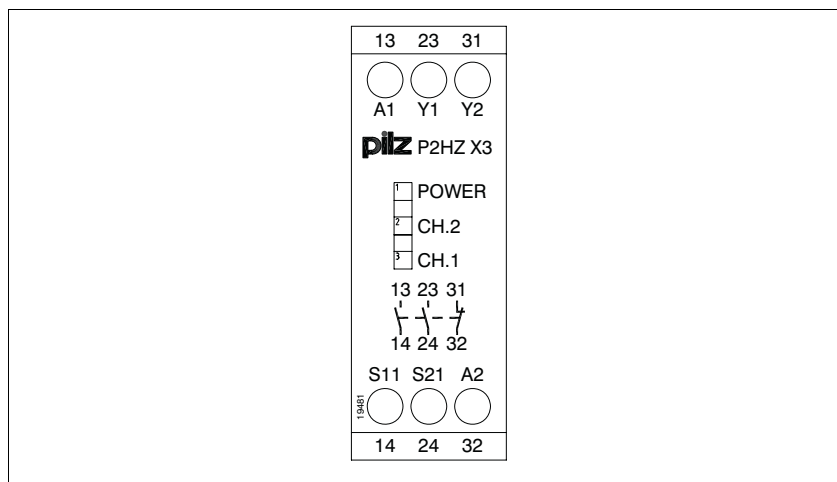 13 23 31
A1 Y1 Y2
pilz P2HZ X3
1 POWER
2 CH.2
3 CH.1
13 23 31
14 24 32
S11 S21 A2
19481
14 24 32